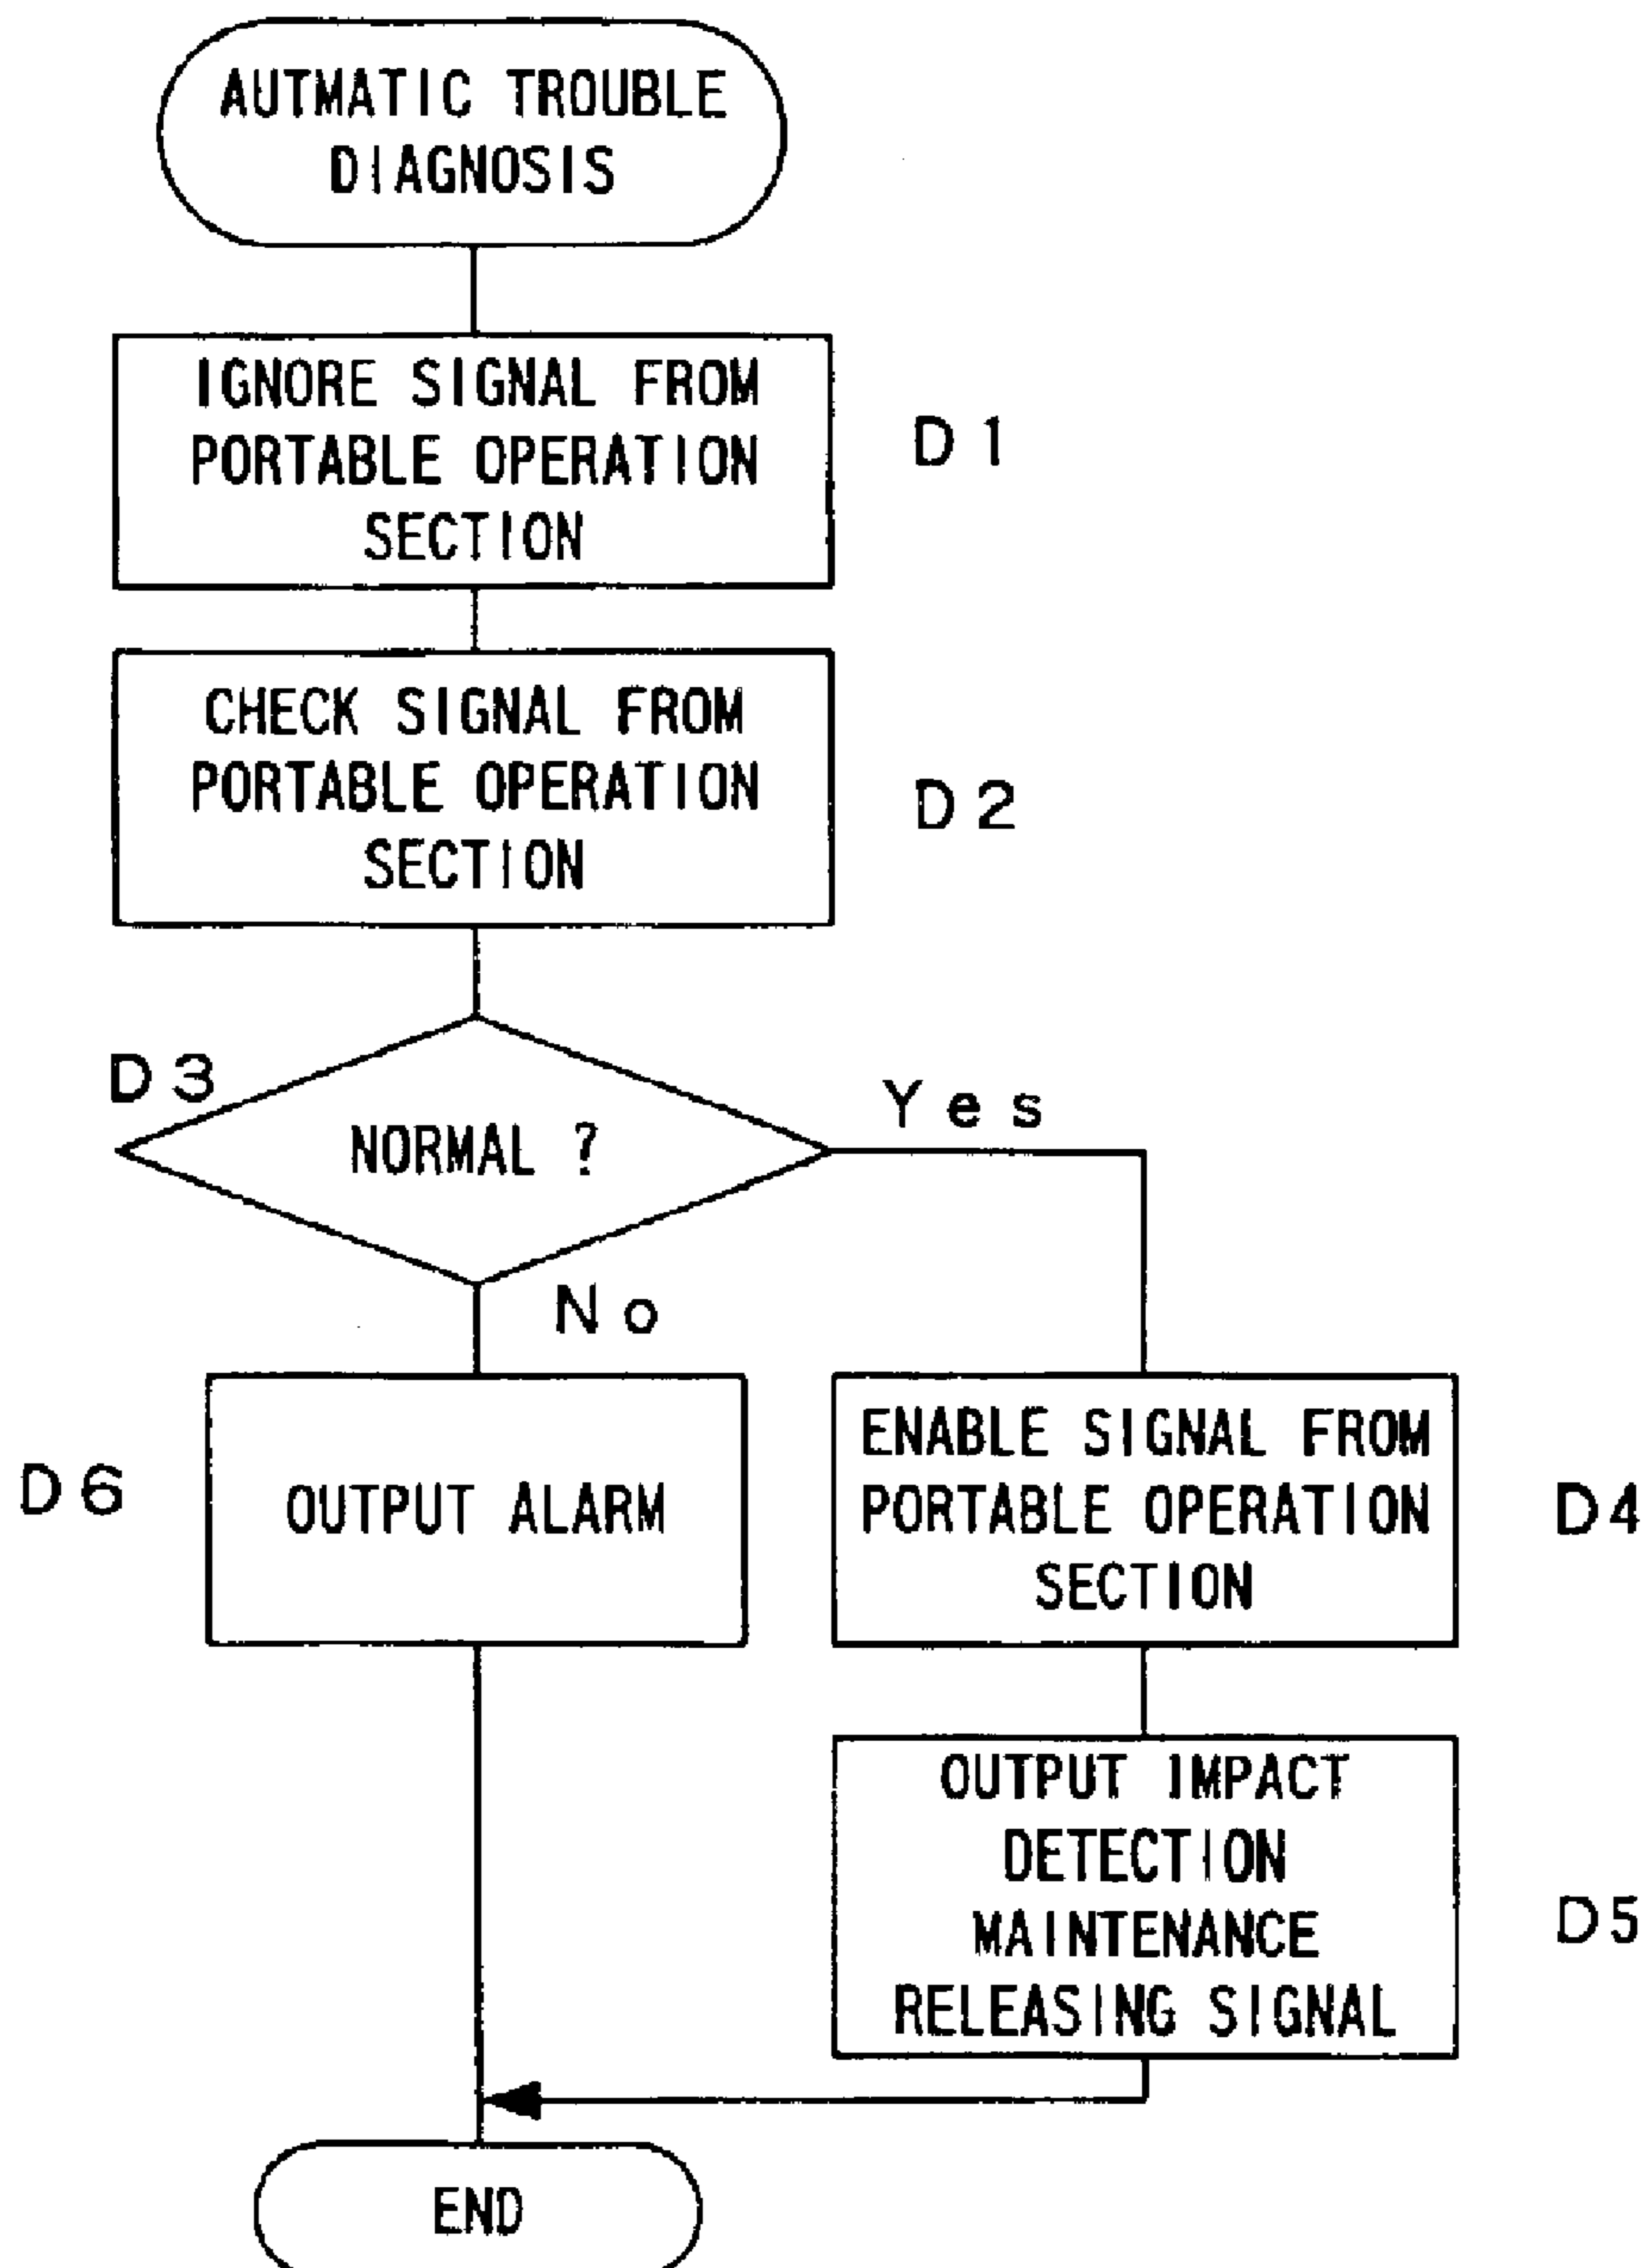 AUTMATIC TROUBLE
DIAGNOSIS
IGNORE SIGNAL FROM
PORTABLE OPERATION
SECTION
D1
CHECK SIGNAL FROM
PORTABLE OPERATION
SECTION
D2
D3
NORMAL ?
Yes
No
D6
OUTPUT ALARM
ENABLE SIGNAL FROM
PORTABLE OPERATION
SECTION
D4
OUTPUT IMPACT
DETECTION
MAINTENANCE
RELEASING SIGNAL
D5
END